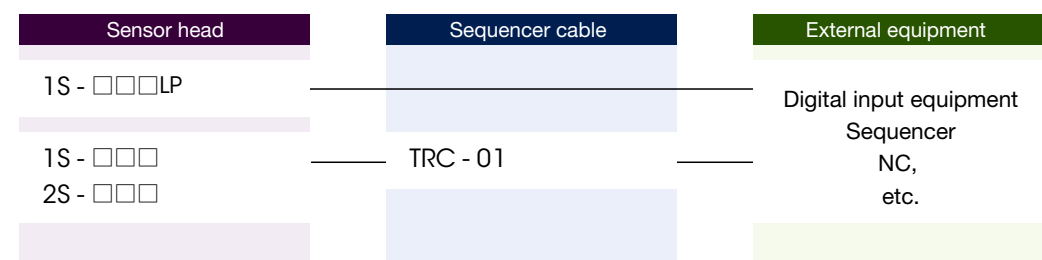 Sensor head
Sequencer cable
External equipment
1S - □□□LP
1S - □□□
2S - □□□
TRC - 01
Digital input equipment
Sequencer
NC,
etc.